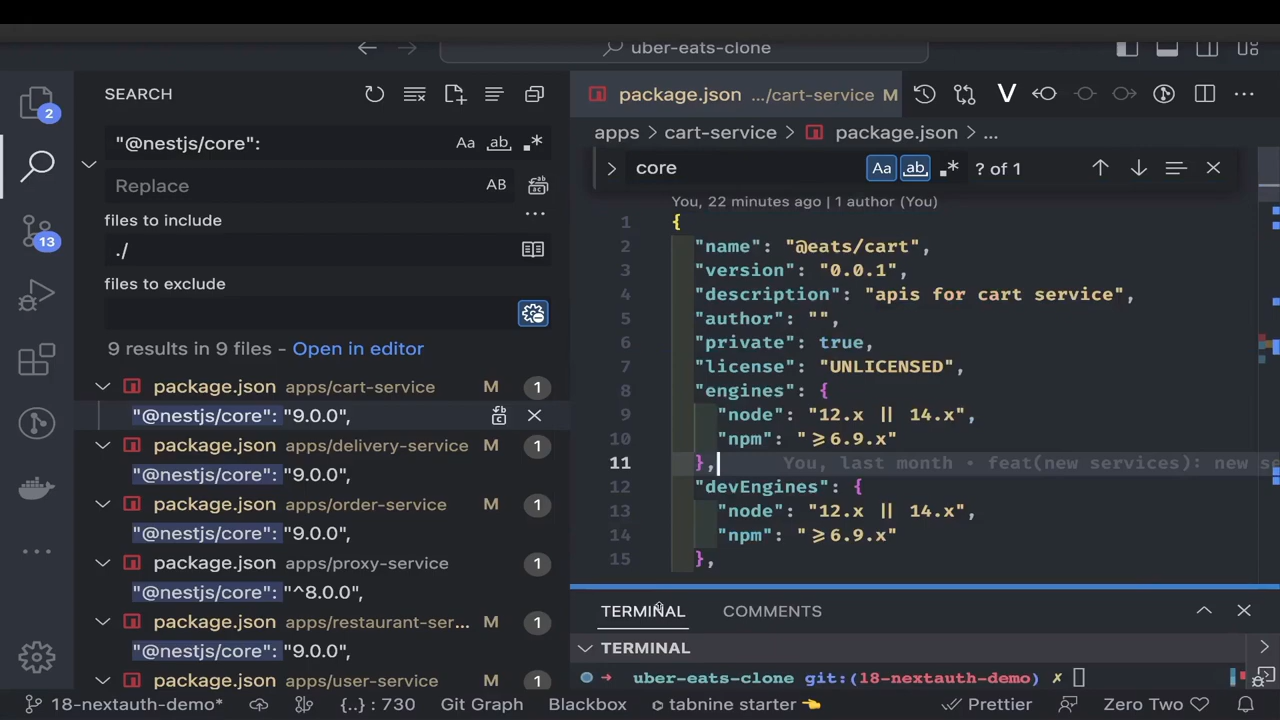 uber-eats-clone
SEARCH
"@nestjs/core":
Aa ab .*
Replace
AB
files to include
./
files to exclude
9 results in 9 files - Open in editor
package.json apps/cart-service M 1
"@nestjs/core": "9.0.0",
package.json apps/delivery-service M 1
"@nestjs/core": "9.0.0",
package.json apps/order-service M 1
"@nestjs/core": "9.0.0",
package.json apps/proxy-service 1
"@nestjs/core": "^8.0.0",
package.json apps/restaurant-ser... M 1
"@nestjs/core": "9.0.0",
package.json apps/user-service M 1
2
13
package.json .../cart-service M
apps > cart-service > package.json > ...
core Aa ab .* ? of 1
You, 22 minutes ago | 1 author (You)
1 {
2 "name": "@eats/cart",
3 "version": "0.0.1",
4 "description": "apis for cart service",
5 "author": "",
6 "private": true,
7 "license": "UNLICENSED",
8 "engines": {
9 "node": "12.x || 14.x",
10 "npm": "≥6.9.x"
11 }, You, last month • feat(new services): new se
12 "devEngines": {
13 "node": "12.x || 14.x",
14 "npm": "≥6.9.x"
15 },
TERMINAL COMMENTS
TERMINAL
→ uber-eats-clone git:(18-nextauth-demo) ✗
18-nextauth-demo* {..} : 730 Git Graph Blackbox tabnine starter 👈 Prettier Zero Two